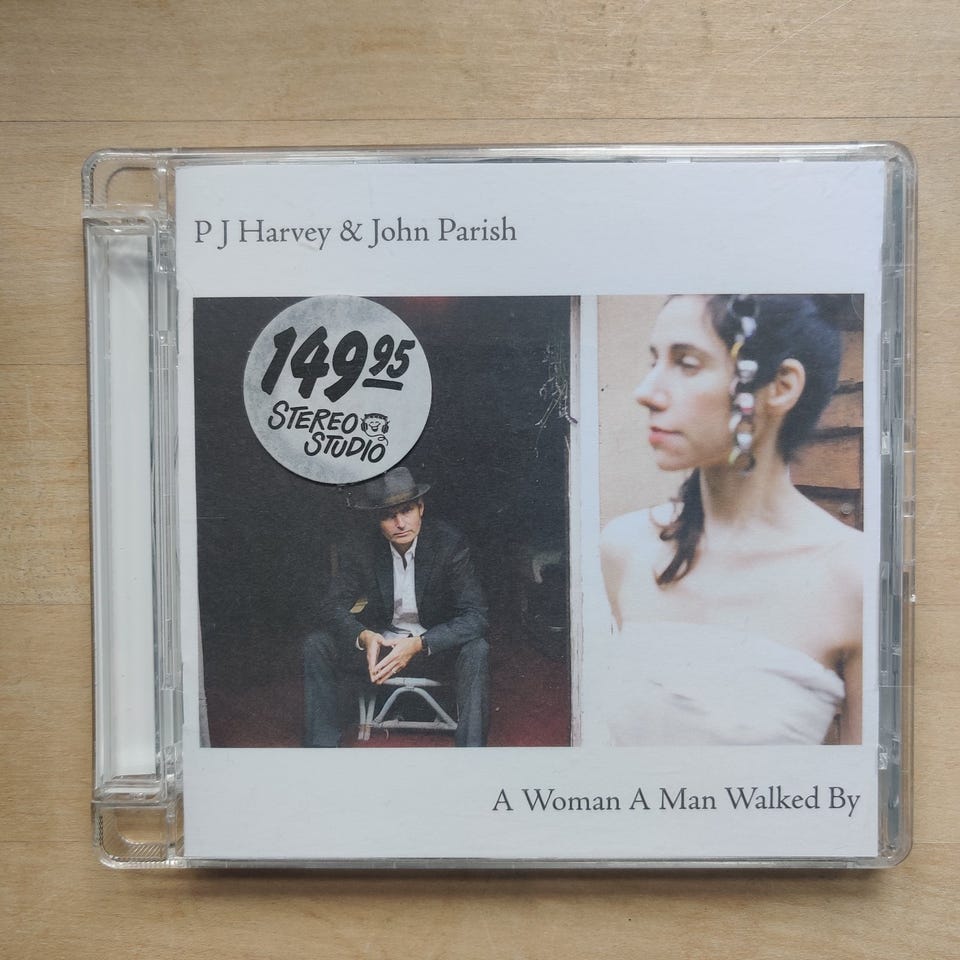 P J Harvey & John Parish
149 95
STEREO
STUDIO
A Woman A Man Walked By